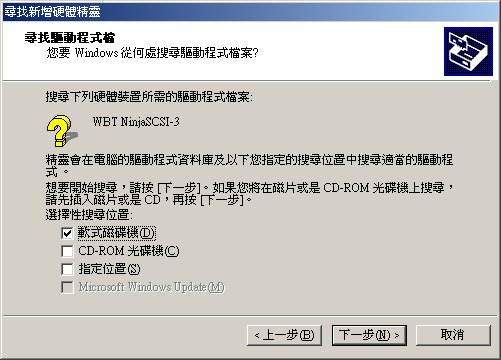 尋找新增硬體精靈
尋找驅動程式檔
您要 Windows 從何處搜尋驅動程式檔案?
搜尋下列硬體裝置所需的驅動程式檔案:
WBT NinjaSCSI-3
精靈會在電腦的驅動程式資料庫及以下您指定的搜尋位置中搜尋適當的驅動程
式 。
想要開始搜尋，請按 [下一步]。如果您將在磁片或是 CD-ROM 光碟機上搜尋，
請先插入磁片或是 CD，再按 [下一步]。
選擇性搜尋位置:
軟式磁碟機(D)
CD-ROM 光碟機(C)
指定位置(S)
Microsoft Windows Update(M)
< 上一步(B)
下一步(N) >
取消